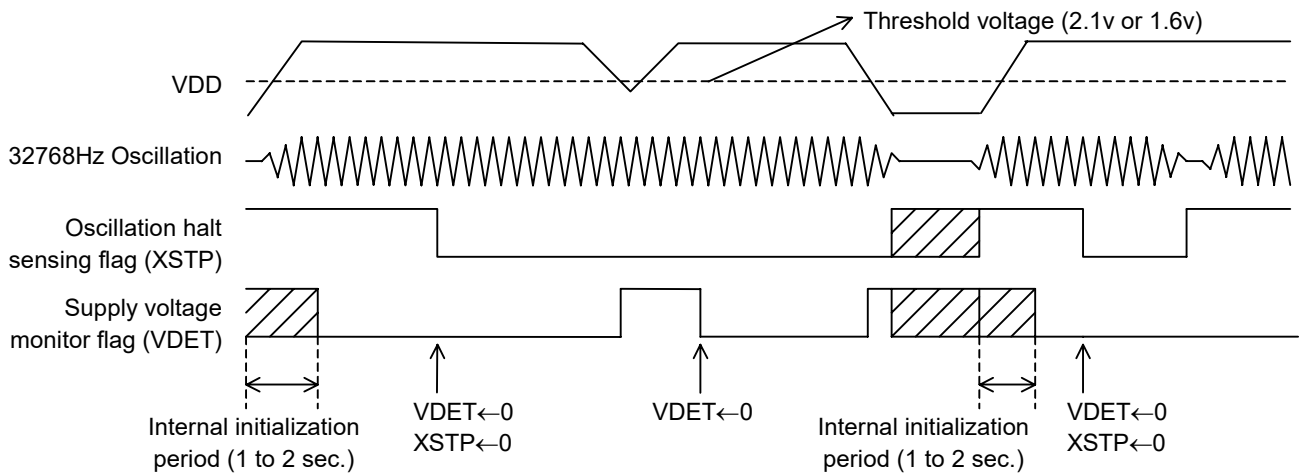 Threshold voltage (2.1v or 1.6v)
VDD
32768Hz Oscillation
Oscillation halt
sensing flag (XSTP)
Supply voltage
monitor flag (VDET)
Internal initialization
period (1 to 2 sec.)
VDET←0
XSTP←0
VDET←0
Internal initialization
period (1 to 2 sec.)
VDET←0
XSTP←0